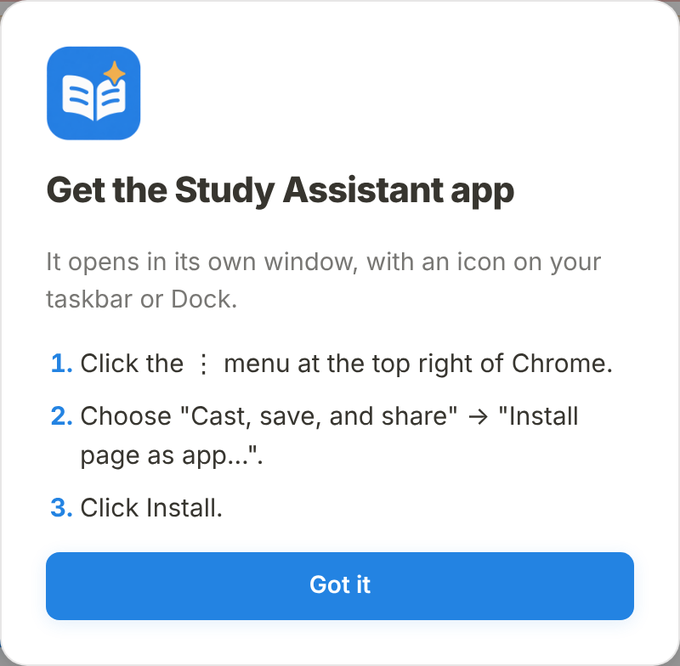 Get the Study Assistant app
It opens in its own window, with an icon on your
taskbar or Dock.
1. Click the ⋮ menu at the top right of Chrome.
2. Choose "Cast, save, and share" → "Install
page as app...".
3. Click Install.
Got it